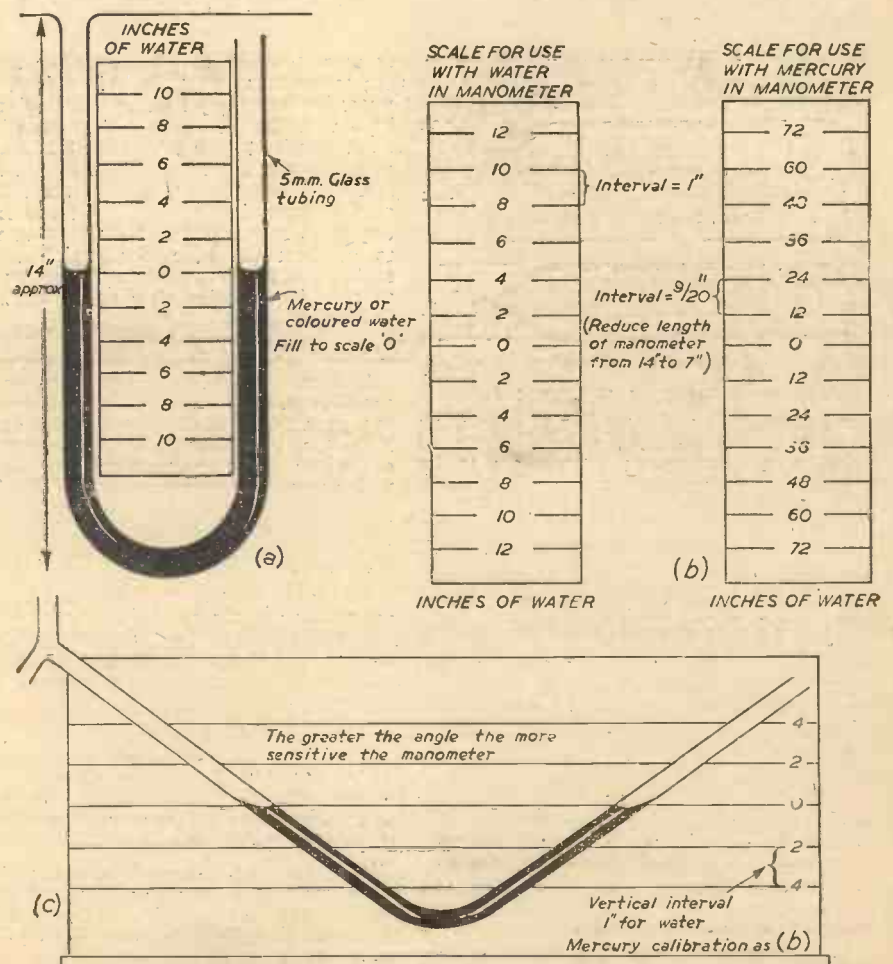 INCHES
OF WATER
10
8
6
4
2
0
2
4
6
8
10
14"
approx
5m.m. Glass
tubing
Mercury or
coloured water
Fill to scale 'O'
(a)
SCALE FOR USE
WITH WATER
IN MANOMETER
12
10
8
6
4
2
0
2
4
6
8
10
12
INCHES OF WATER
Interval = 1"
Interval = 9/20"
(Reduce length
of manometer
from 14" to 7")
SCALE FOR USE
WITH MERCURY
IN MANOMETER
72
60
48
36
24
12
0
12
24
36
48
60
72
(b)
INCHES OF WATER
The greater the angle the more
sensitive the manometer
4
2
0
2
4
Vertical interval
1" for water
Mercury calibration as (b)
(c)